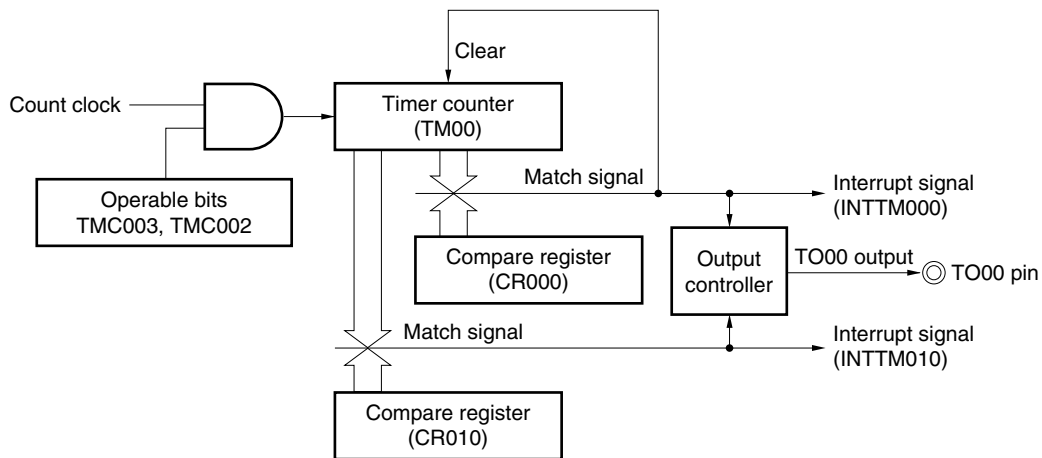 Clear
Count clock
Timer counter
(TM00)
Operable bits
TMC003, TMC002
Match signal
Interrupt signal
(INTTM000)
Compare register
(CR000)
Output
controller
TO00 output
TO00 pin
Match signal
Interrupt signal
(INTTM010)
Compare register
(CR010)